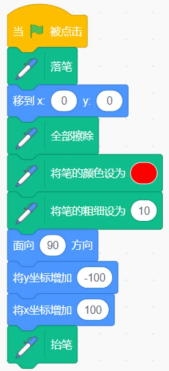 当 被点击
落笔
移到 x: 0 y: 0
全部擦除
将笔的颜色设为
将笔的粗细设为 10
面向 90 方向
将y坐标增加 -100
将x坐标增加 100
抬笔